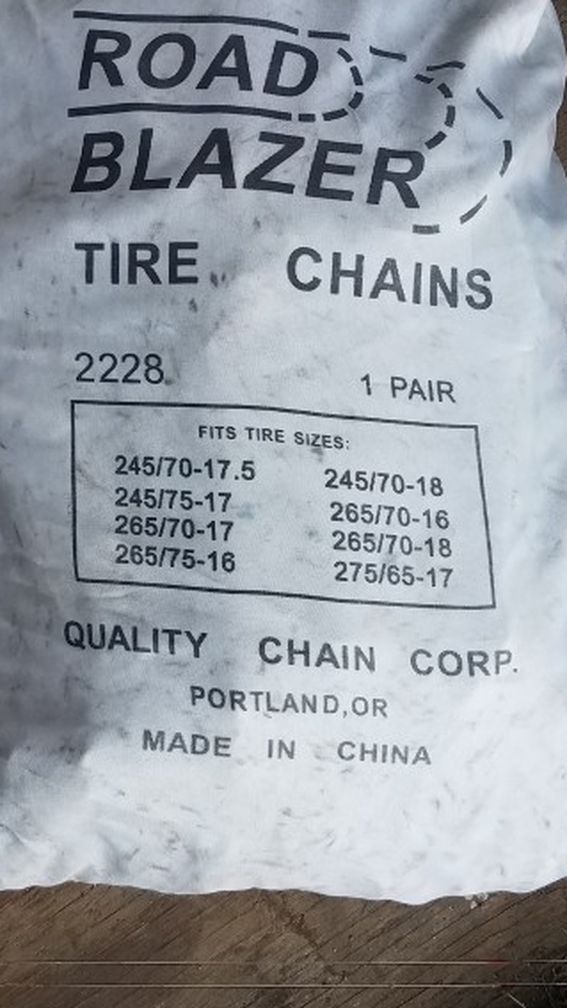 ROAD
BLAZER
TIRE CHAINS
2228 1 PAIR
FITS TIRE SIZES:
245/70-17.5 245/70-18
245/75-17 265/70-16
265/70-17 265/70-18
265/75-16 275/65-17
QUALITY CHAIN CORP.
PORTLAND,OR
MADE IN CHINA